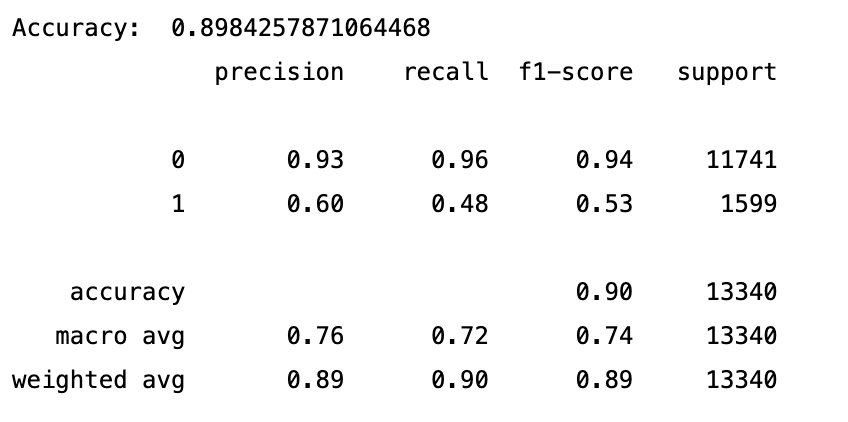 Accuracy:  0.8984257871064468
              precision    recall  f1-score   support

           0       0.93      0.96      0.94     11741
           1       0.60      0.48      0.53      1599

    accuracy                           0.90     13340
   macro avg       0.76      0.72      0.74     13340
weighted avg       0.89      0.90      0.89     13340